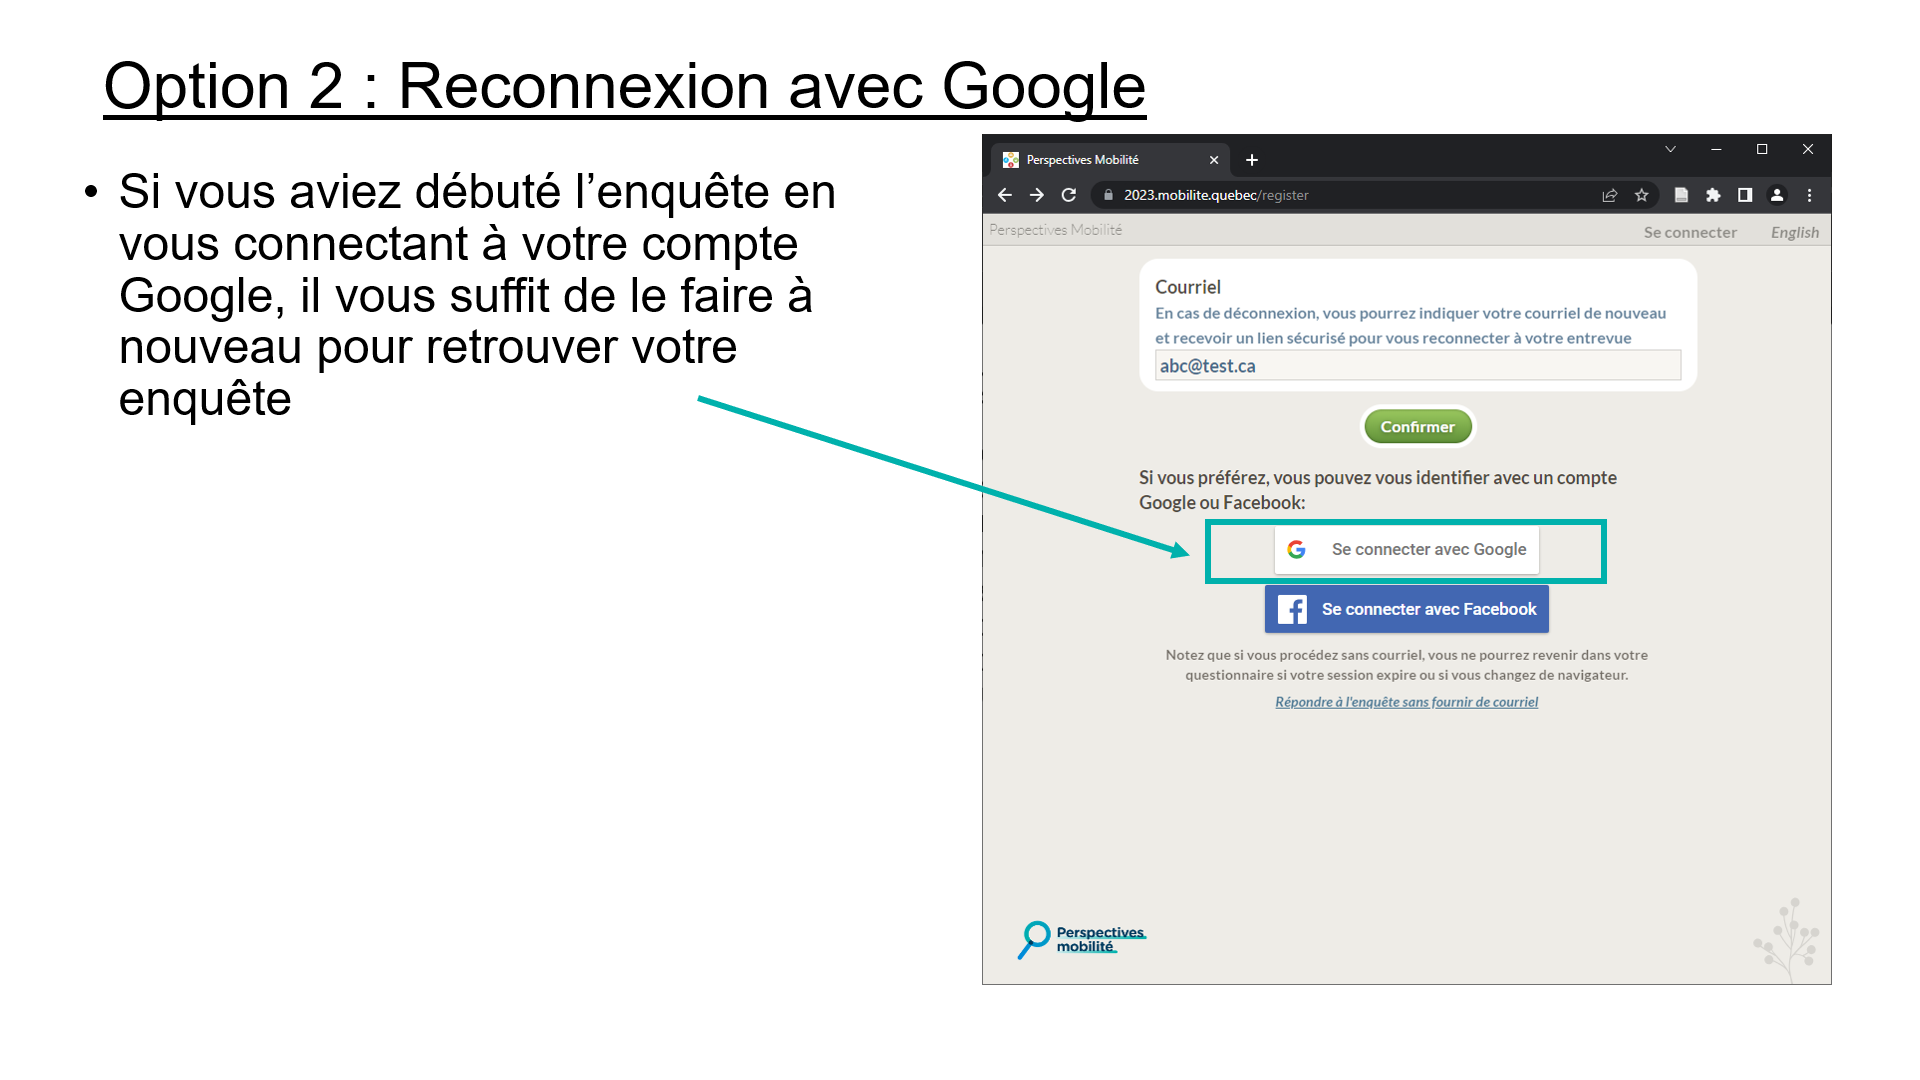 Option 2 : Reconnexion avec Google
• Si vous aviez débuté l’enquête en
vous connectant à votre compte
Google, il vous suffit de le faire à
nouveau pour retrouver votre
enquête
Perspectives Mobilité
2023.mobilite.quebec/register
Perspectives Mobilité
Se connecter
English
Courriel
En cas de déconnexion, vous pourrez indiquer votre courriel de nouveau
et recevoir un lien sécurisé pour vous reconnecter à votre entrevue
abc@test.ca
Confirmer
Si vous préférez, vous pouvez vous identifier avec un compte
Google ou Facebook:
Se connecter avec Google
Se connecter avec Facebook
Notez que si vous procédez sans courriel, vous ne pourrez revenir dans votre
questionnaire si votre session expire ou si vous changez de navigateur.
Répondre à l'enquête sans fournir de courriel
Perspectives
mobilité